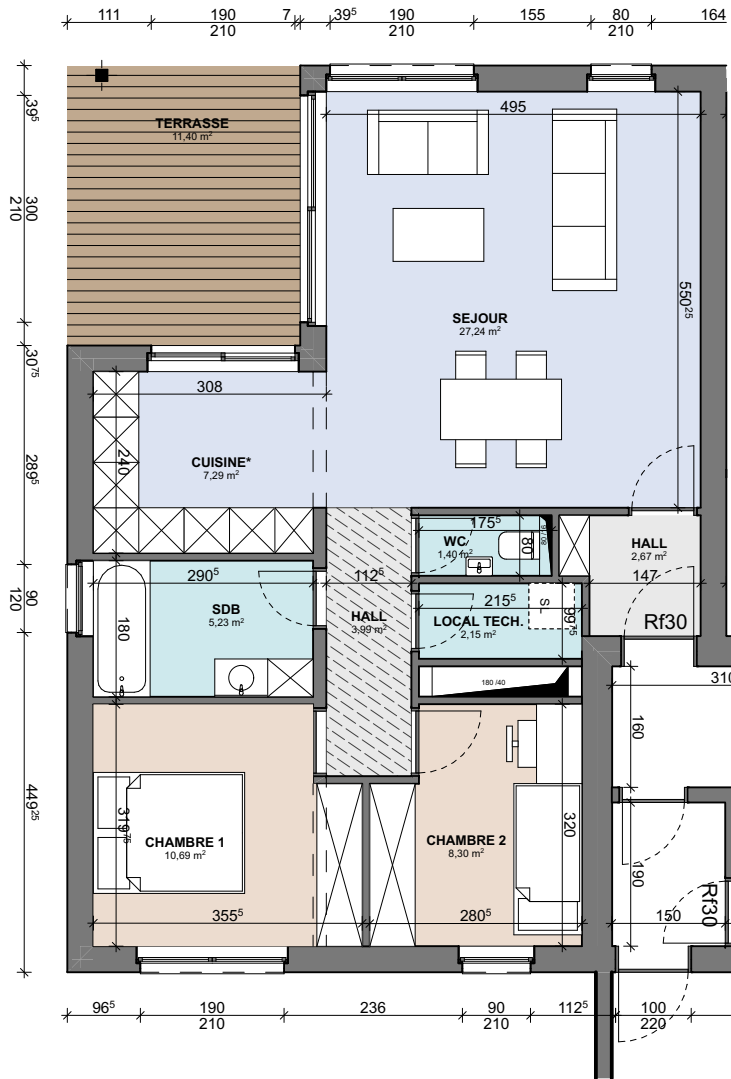 111
190
210
7
39⁵
190
210
155
80
210
164
39⁵
300
210
30⁷⁵
289⁵
90
120
449²⁵
TERRASSE
11,40 m²
495
550²⁵
SEJOUR
27,24 m²
308
240
CUISINE*
7,29 m²
175⁵
WC
1,40 m²
80
HALL
2,67 m²
147
Rf30
290⁵
112⁵
180
SDB
5,23 m²
HALL
3,99 m²
215⁵
LOCAL TECH.
2,15 m²
99⁷⁵
180 /40
310
160
319⁷⁵
CHAMBRE 1
10,69 m²
CHAMBRE 2
8,30 m²
320
190
Rf30
355⁵
280⁵
150
96⁵
190
210
236
90
210
112⁵
100
220